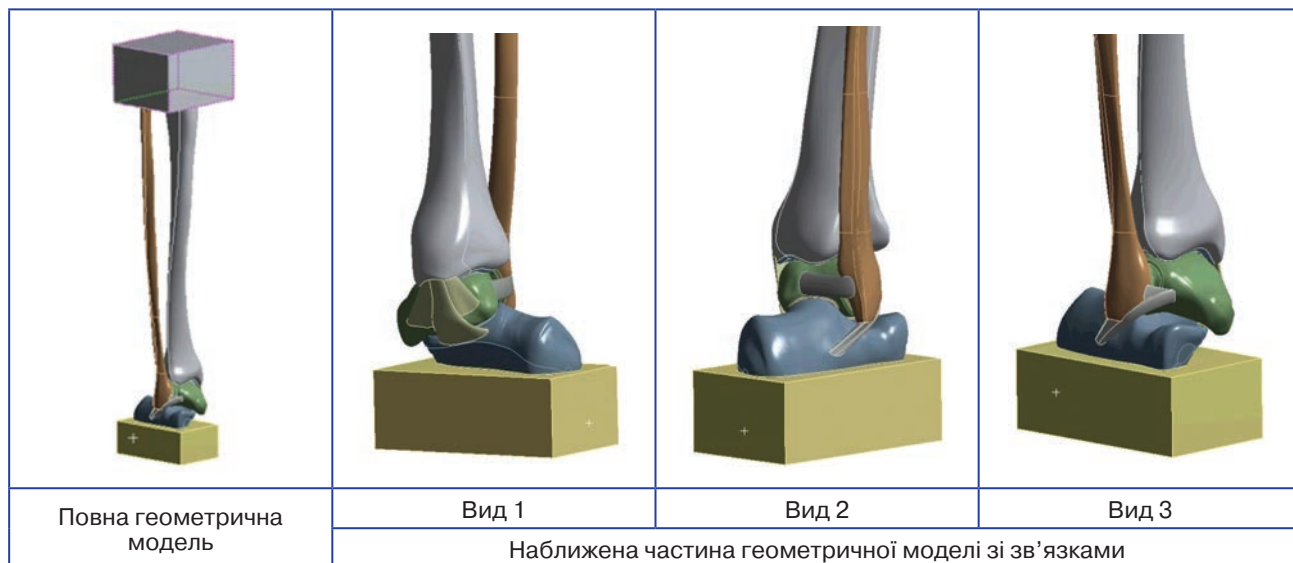 Повна геометрична
модель
Вид 1
Вид 2
Вид 3
Наближена частина геометричної моделі зі зв’язками